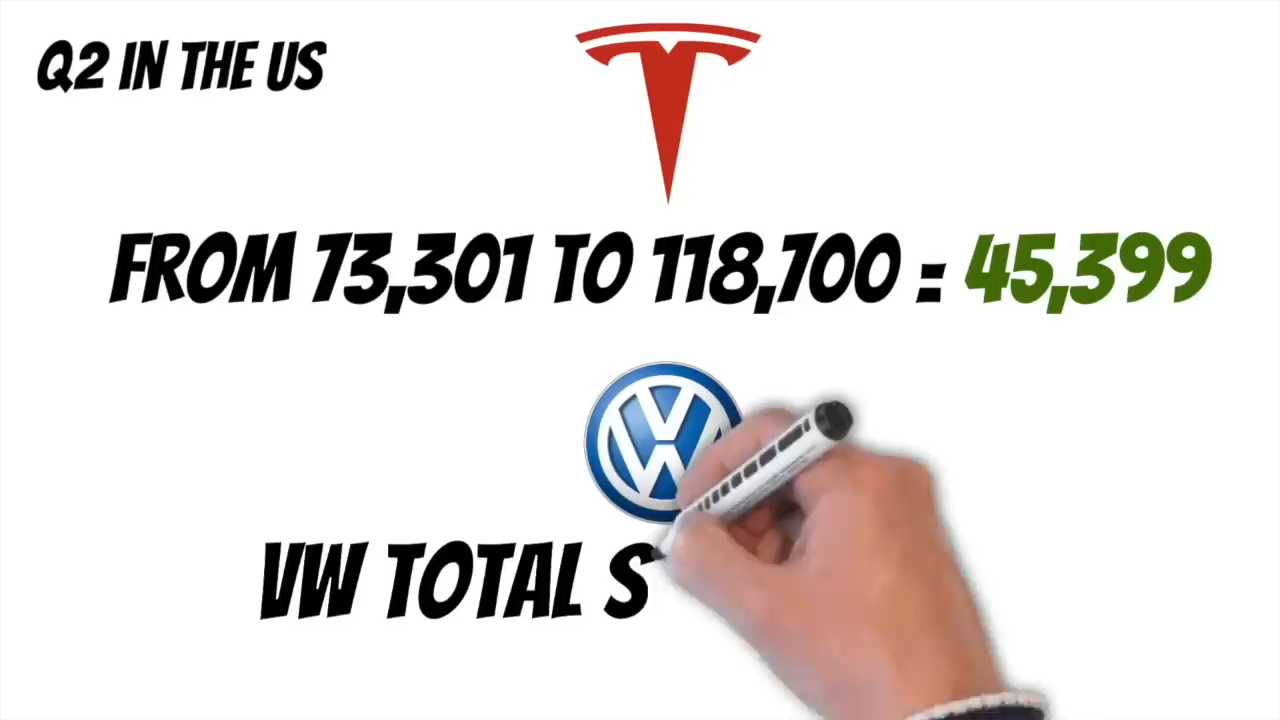 Q2 IN THE US
FROM 73,301 TO 118,700 = 45,399
VW TOTAL S